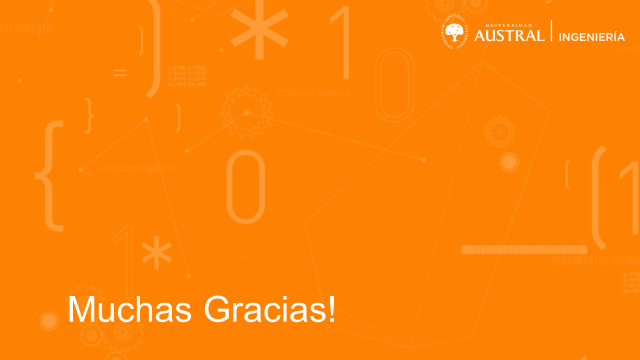 UNIVERSIDAD
AUSTRAL | INGENIERÍA
Muchas Gracias!